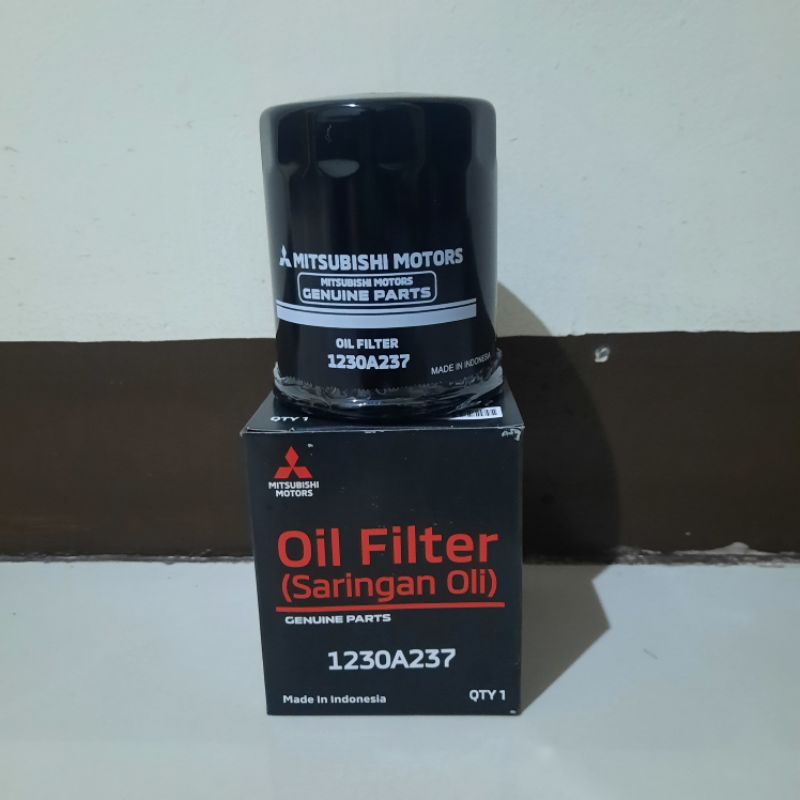 MITSUBISHI MOTORS
MITSUBISHI MOTORS
GENUINE PARTS
OIL FILTER
1230A237
MADE IN INDONESIA
QTY 1
MITSUBISHI
MOTORS
Oil Filter
(Saringan Oli)
GENUINE PARTS
1230A237
Made In Indonesia
QTY 1